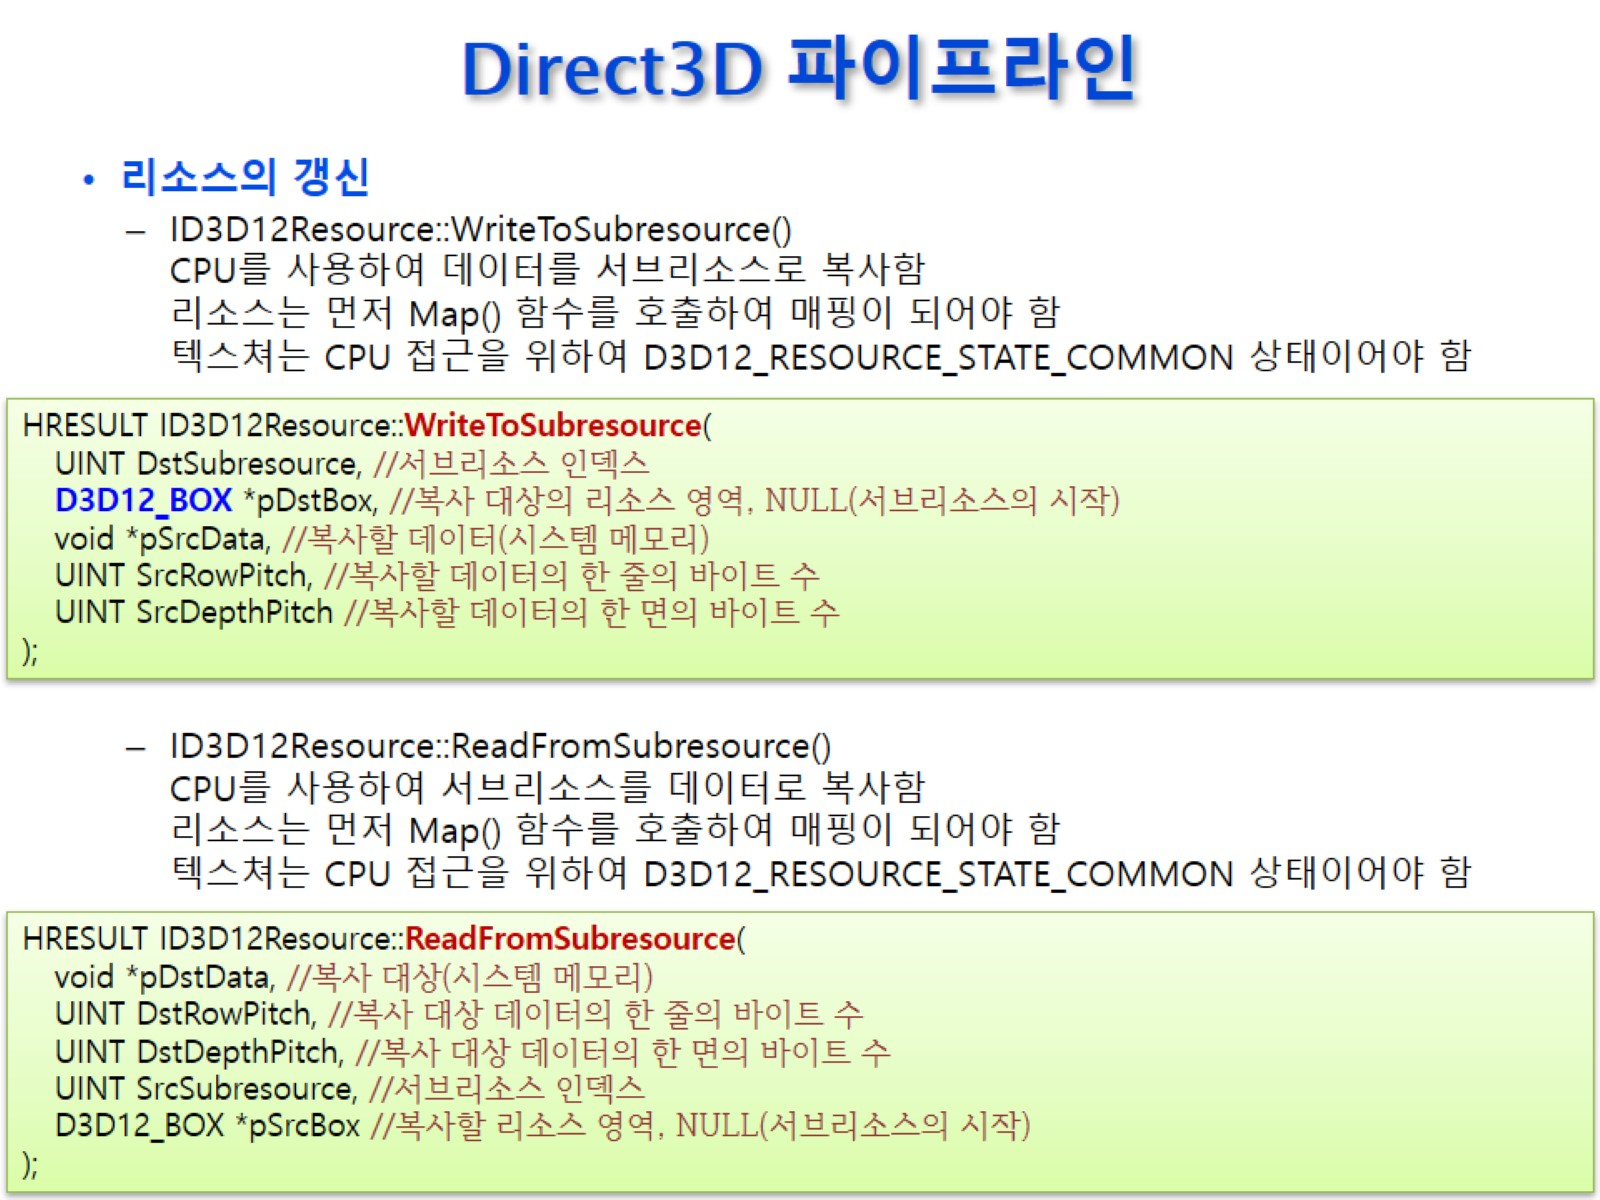 Direct3D 파이프라인
• 리소스의 갱신
– ID3D12Resource::WriteToSubresource()
CPU를 사용하여 데이터를 서브리소스로 복사함
리소스는 먼저 Map() 함수를 호출하여 매핑이 되어야 함
텍스쳐는 CPU 접근을 위하여 D3D12_RESOURCE_STATE_COMMON 상태이어야 함
HRESULT ID3D12Resource::WriteToSubresource(
UINT DstSubresource, //서브리소스 인덱스
D3D12_BOX *pDstBox, //복사 대상의 리소스 영역, NULL(서브리소스의 시작)
void *pSrcData, //복사할 데이터(시스템 메모리)
UINT SrcRowPitch, //복사할 데이터의 한 줄의 바이트 수
UINT SrcDepthPitch //복사할 데이터의 한 면의 바이트 수
);
– ID3D12Resource::ReadFromSubresource()
CPU를 사용하여 서브리소스를 데이터로 복사함
리소스는 먼저 Map() 함수를 호출하여 매핑이 되어야 함
텍스쳐는 CPU 접근을 위하여 D3D12_RESOURCE_STATE_COMMON 상태이어야 함
HRESULT ID3D12Resource::ReadFromSubresource(
void *pDstData, //복사 대상(시스템 메모리)
UINT DstRowPitch, //복사 대상 데이터의 한 줄의 바이트 수
UINT DstDepthPitch, //복사 대상 데이터의 한 면의 바이트 수
UINT SrcSubresource, //서브리소스 인덱스
D3D12_BOX *pSrcBox //복사할 리소스 영역, NULL(서브리소스의 시작)
);